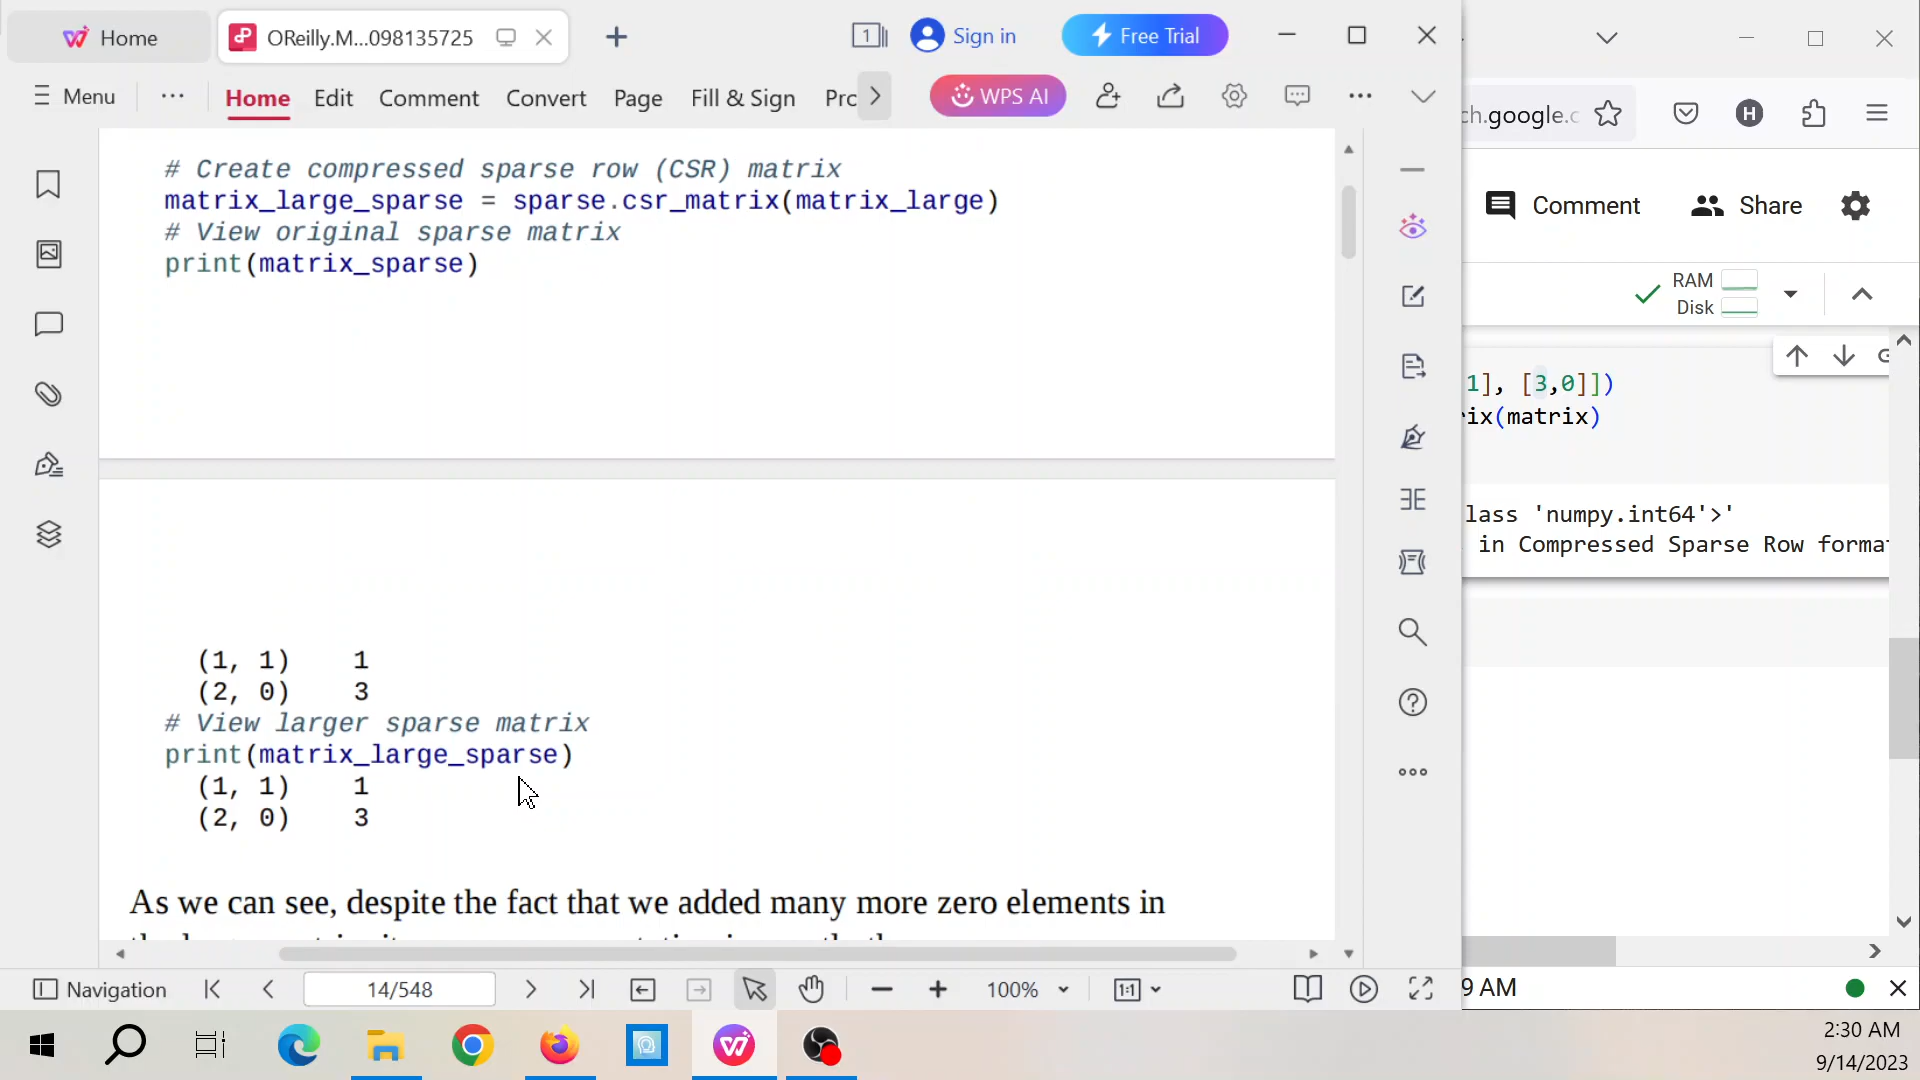 Home
OReilly.M...098135725
1
Sign in
Free Trial
Menu
Home
Edit
Comment
Convert
Page
Fill & Sign
Prc
WPS AI
# Create compressed sparse row (CSR) matrix
matrix_large_sparse = sparse.csr_matrix(matrix_large)
# View original sparse matrix
print(matrix_sparse)
(1, 1) 1
(2, 0) 3
# View larger sparse matrix
print(matrix_large_sparse)
(1, 1) 1
(2, 0) 3
As we can see, despite the fact that we added many more zero elements in
Navigation
14/548
100%
1:1
ch.google.c
H
Comment
Share
RAM
Disk
1], [3,0]])
rix(matrix)
lass 'numpy.int64'>'
in Compressed Sparse Row forma
9 AM
2:30 AM
9/14/2023